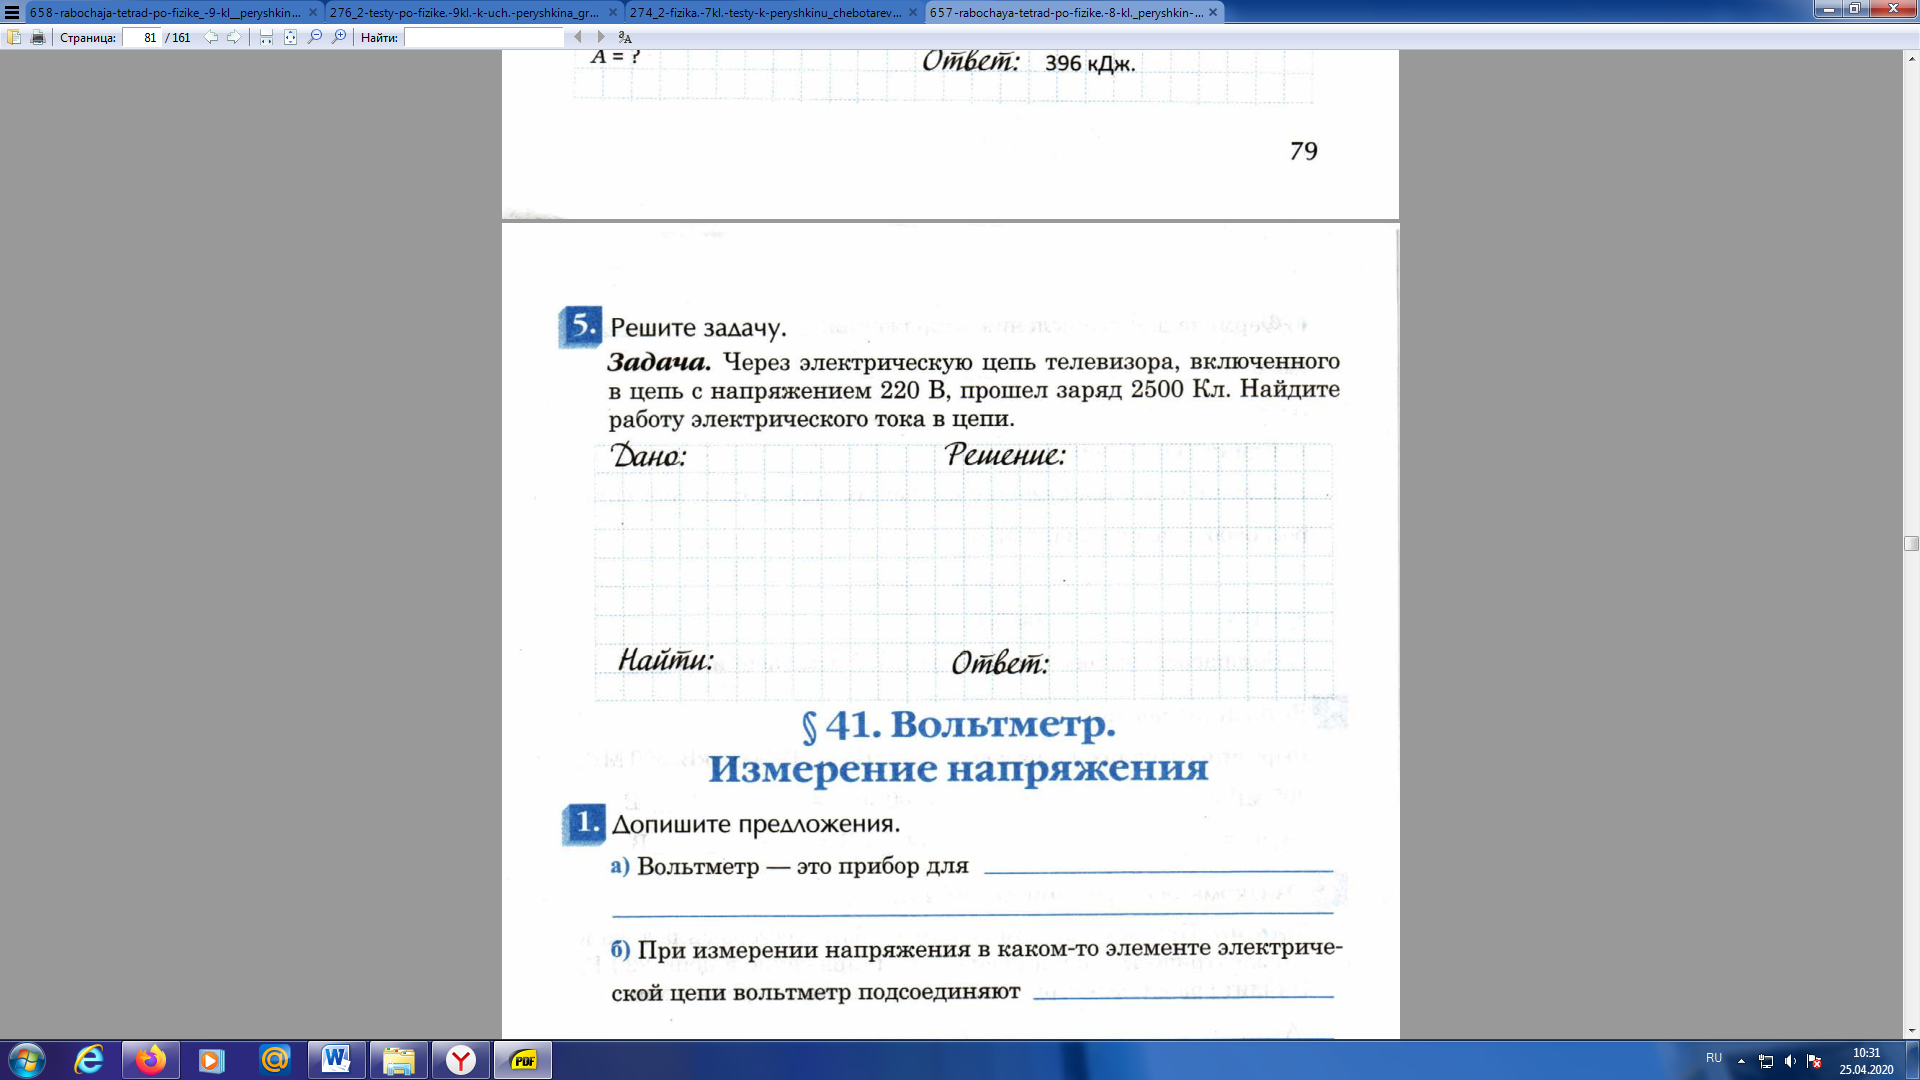 658-rabochaja-tetrad-po-fizike_-9-kl__peryshkin...
276_2-testy-po-fizike.-9kl.-k-uch.-peryshkina_gr...
274_2-fizika.-7kl.-testy-k-peryshkinu_chebotarev...
657-rabochaya-tetrad-po-fizike.-8-kl._peryshkin-...
Страница: 81 / 161 Найти:
A = ? Ответ: 396 кДж.
79
5. Решите задачу.
Задача. Через электрическую цепь телевизора, включенного
в цепь с напряжением 220 В, прошел заряд 2500 Кл. Найдите
работу электрического тока в цепи.
Дано: Решение:
Найти: Ответ:
§ 41. Вольтметр.
Измерение напряжения
1. Допишите предложения.
а) Вольтметр — это прибор для
б) При измерении напряжения в каком-то элементе электриче-
ской цепи вольтметр подсоединяют
PDF
RU
10:31
25.04.2020